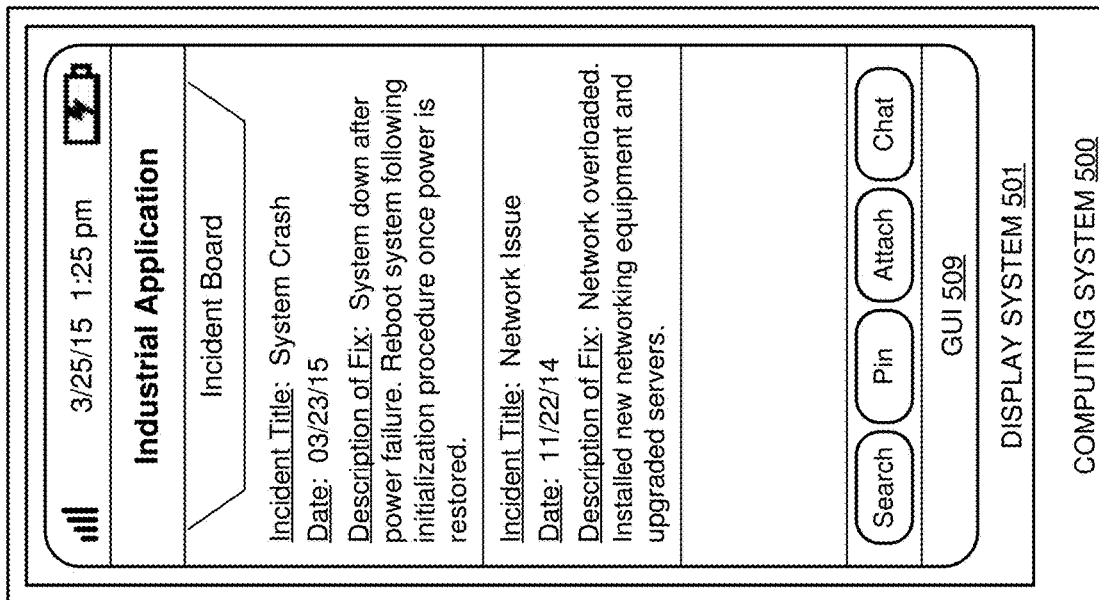 3/25/15 1:25 pm
Industrial Application
Incident Board
Incident Title: System Crash
Date: 03/23/15
Description of Fix: System down after
power failure. Reboot system following
initialization procedure once power is
restored.
Incident Title: Network Issue
Date: 11/22/14
Description of Fix: Network overloaded.
Installed new networking equipment and
upgraded servers.
Search Pin Attach Chat
GUI 509
DISPLAY SYSTEM 501
COMPUTING SYSTEM 500